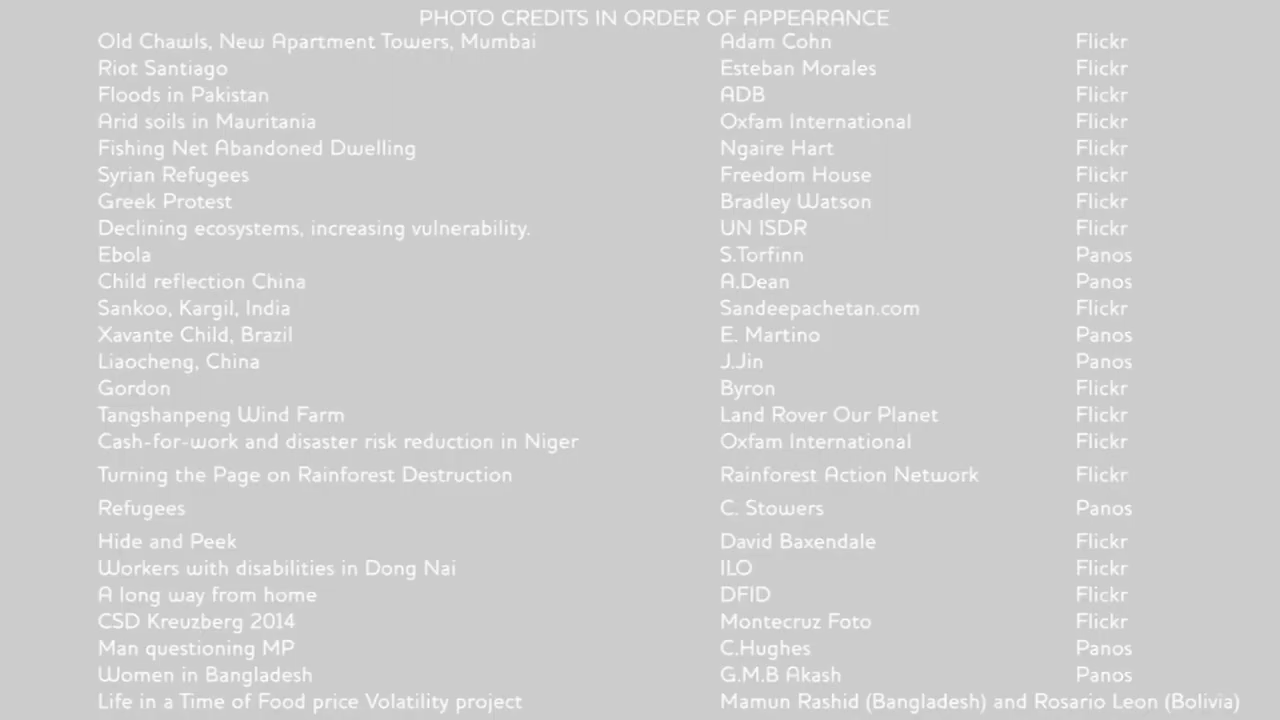 PHOTO CREDITS IN ORDER OF APPEARANCE
Old Chawls, New Apartment Towers, Mumbai Adam Cohn Flickr
Riot Santiago Esteban Morales Flickr
Floods in Pakistan ADB Flickr
Arid soils in Mauritania Oxfam International Flickr
Fishing Net Abandoned Dwelling Ngaire Hart Flickr
Syrian Refugees Freedom House Flickr
Greek Protest Bradley Watson Flickr
Declining ecosystems, increasing vulnerability. UN ISDR Flickr
Ebola S.Torfinn Panos
Child reflection China A.Dean Panos
Sankoo, Kargil, India Sandeepachetan.com Flickr
Xavante Child, Brazil E. Martino Panos
Liaocheng, China J.Jin Panos
Gordon Byron Flickr
Tangshanpeng Wind Farm Land Rover Our Planet Flickr
Cash-for-work and disaster risk reduction in Niger Oxfam International Flickr
Turning the Page on Rainforest Destruction Rainforest Action Network Flickr
Refugees C. Stowers Panos
Hide and Peek David Baxendale Flickr
Workers with disabilities in Dong Nai ILO Flickr
A long way from home DFID Flickr
CSD Kreuzberg 2014 Montecruz Foto Flickr
Man questioning MP C.Hughes Panos
Women in Bangladesh G.M.B Akash Panos
Life in a Time of Food price Volatility project Mamun Rashid (Bangladesh) and Rosario Leon (Bolivia)